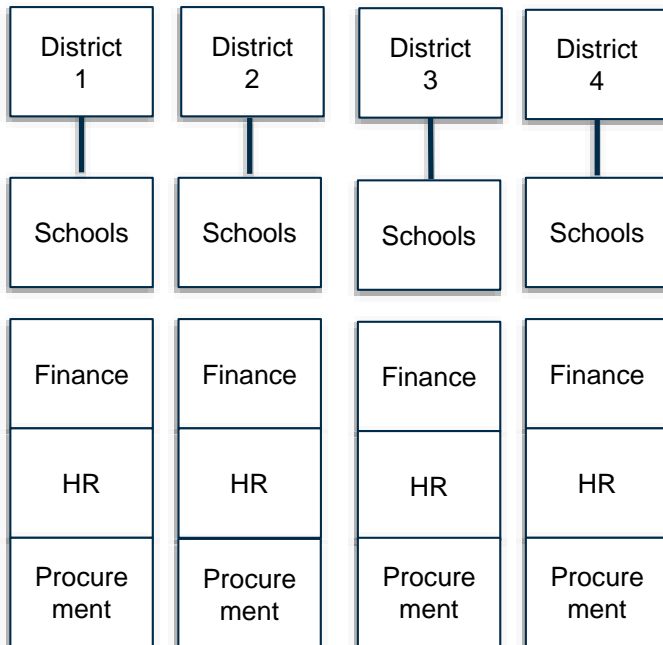 District
1
District
2
District
3
District
4
Schools
Schools
Schools
Schools
Finance
Finance
Finance
Finance
HR
HR
HR
HR
Procure
ment
Procure
ment
Procure
ment
Procure
ment